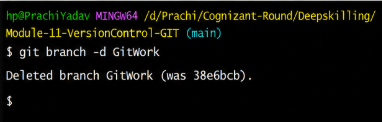 hp@PrachiYadav MINGW64 /d/Prachi/Cognizant-Round/Deepskilling/
Module-11-VersionControl-GIT (main)
$ git branch -d GitWork
Deleted branch GitWork (was 38e6bcb).
$